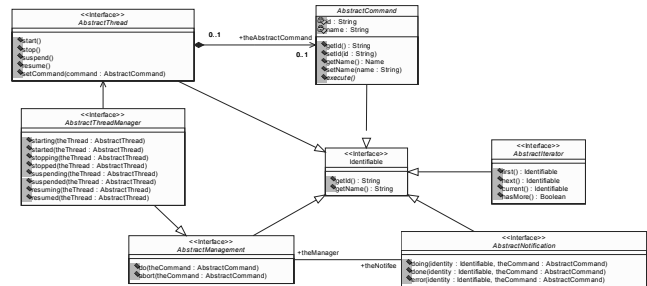 <<Interface>>
AbstractThread
start()
stop()
suspend()
resume()
setCommand(command : AbstractCommand)
0..1
+theAbstractCommand
0..1
AbstractCommand
id : String
name : String
getId() : String
setId(id : String)
getName() : Name
setName(name : String)
execute()
<<Interface>>
AbstractThreadManager
starting(theThread : AbstractThread)
started(theThread : AbstractThread)
stopping(theThread : AbstractThread)
stopped(theThread : AbstractThread)
suspending(theThread : AbstractThread)
suspended(theThread : AbstractThread)
resuming(theThread : AbstractThread)
resumed(theThread : AbstractThread)
<<Interface>>
Identifiable
getId() : String
getName() : String
<<Interface>>
AbstractIterator
first() : Identifiable
next() : Identifiable
current() : Identifiable
hasMore() : Boolean
<<Interface>>
AbstractManagement
do(theCommand : AbstractCommand)
abort(theCommand : AbstractCommand)
+theManager
+theNotifee
<<Interface>>
AbstractNotification
doing(identity : Identifiable, theCommand : AbstractCommand)
done(identity : Identifiable, theCommand : AbstractCommand)
error(identity : Identifiable, theCommand : AbstractCommand)